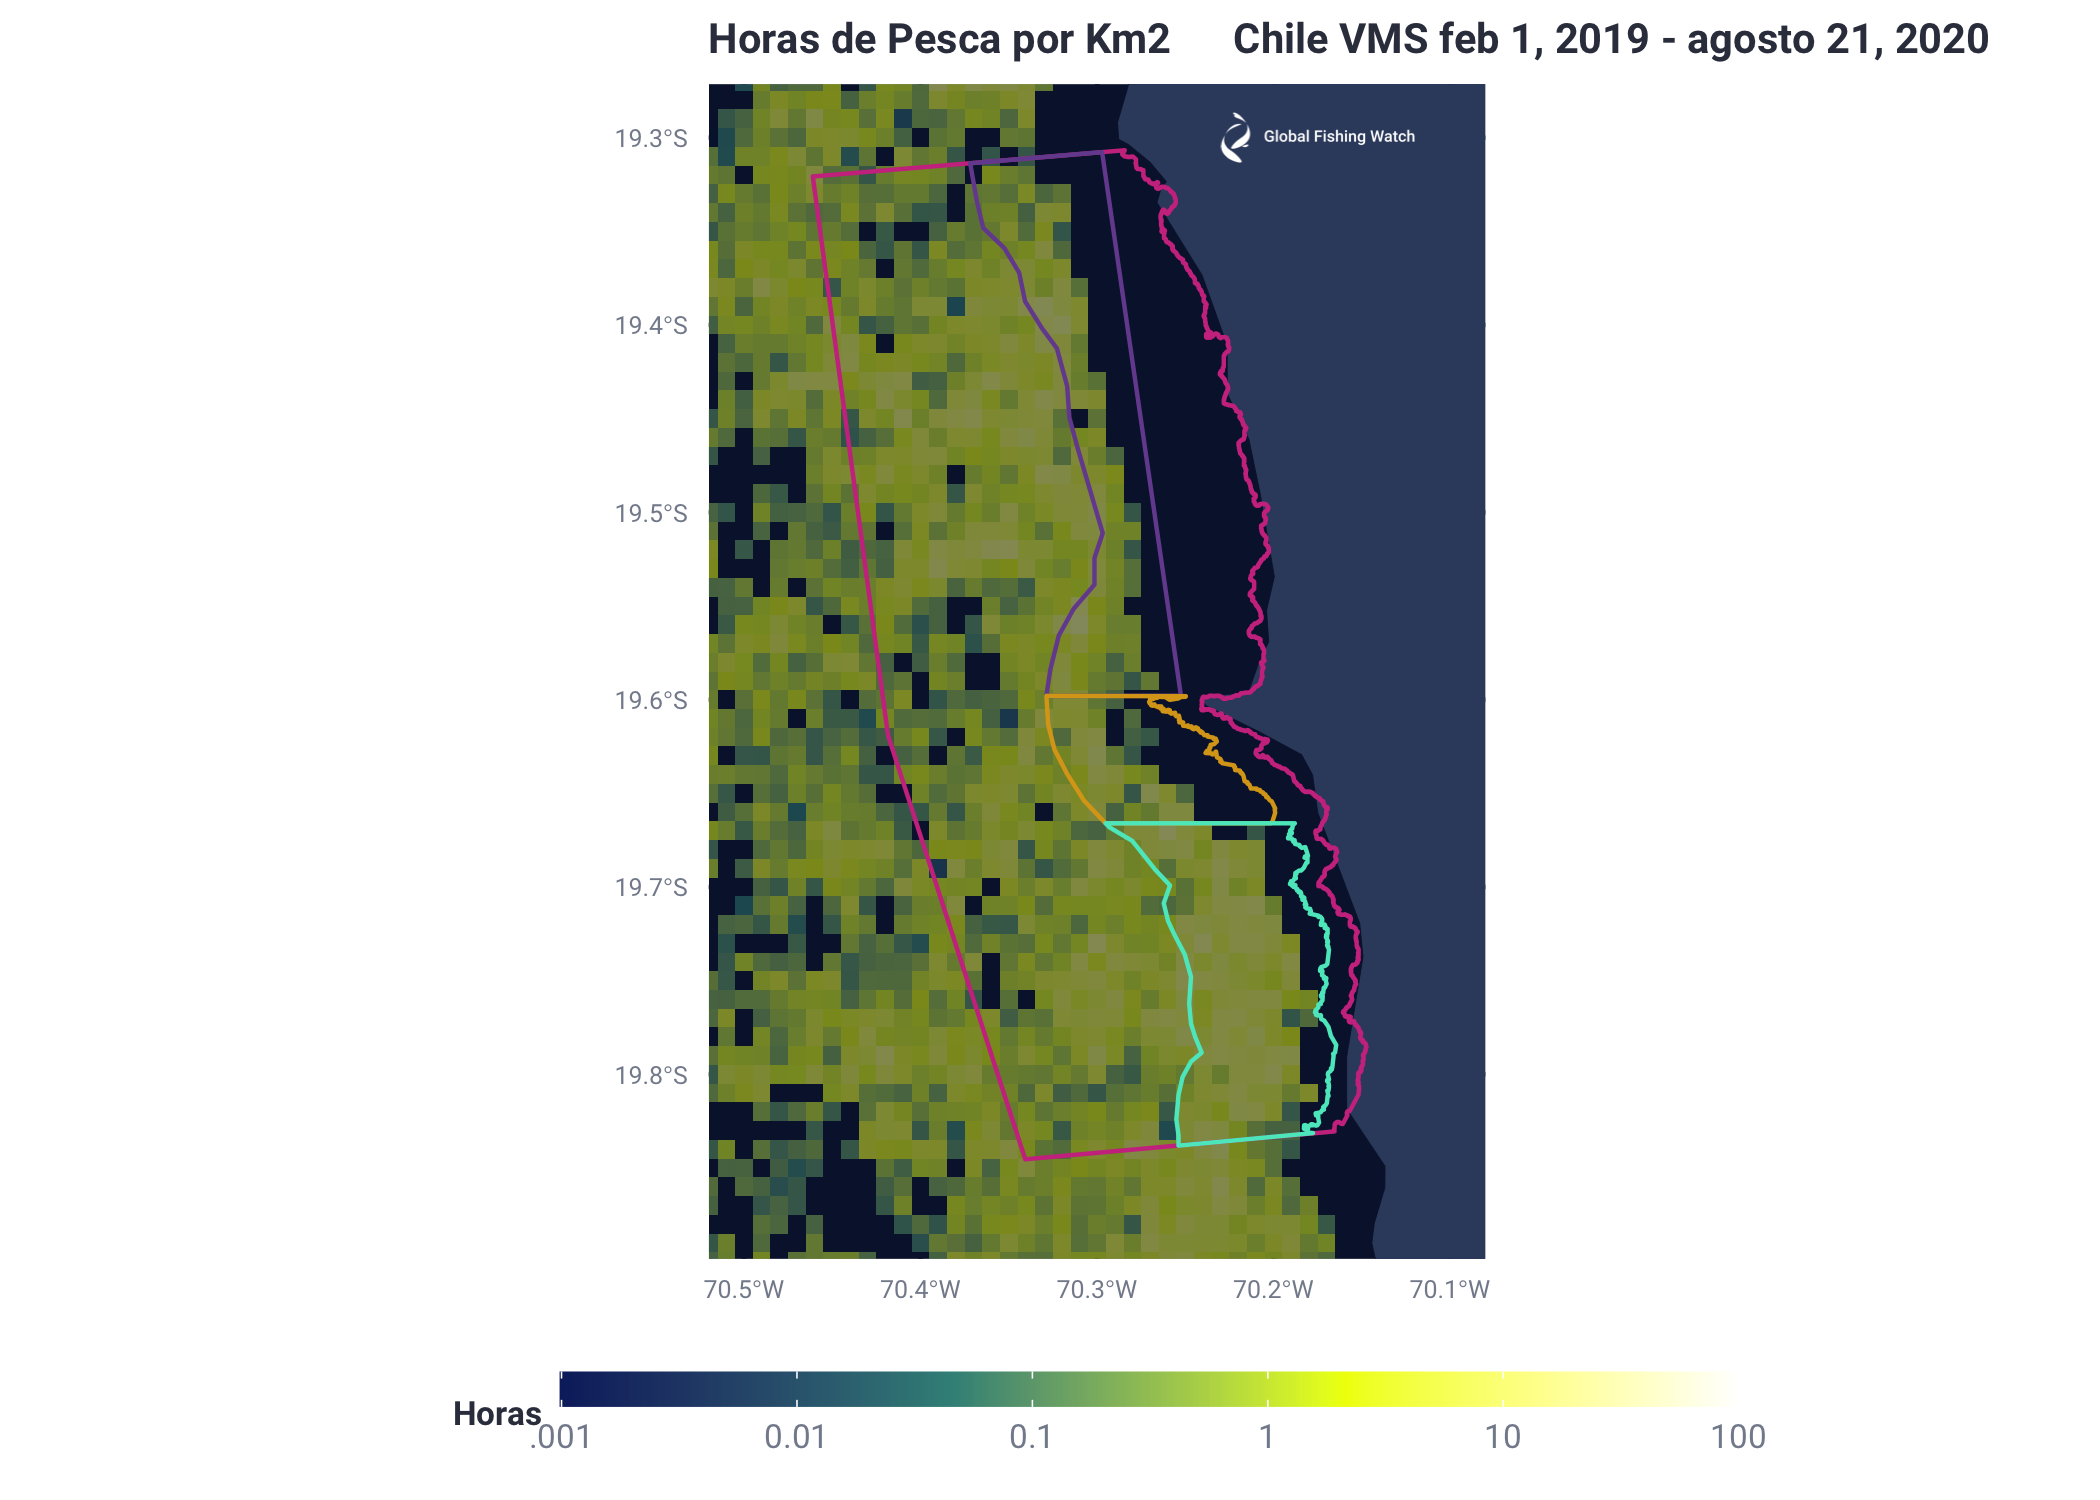 Horas de Pesca por Km2 Chile VMS feb 1, 2019 - agosto 21, 2020
Global Fishing Watch
19.3°S
19.4°S
19.5°S
19.6°S
19.7°S
19.8°S
70.5°W 70.4°W 70.3°W 70.2°W 70.1°W
Horas
.001 0.01 0.1 1 10 100